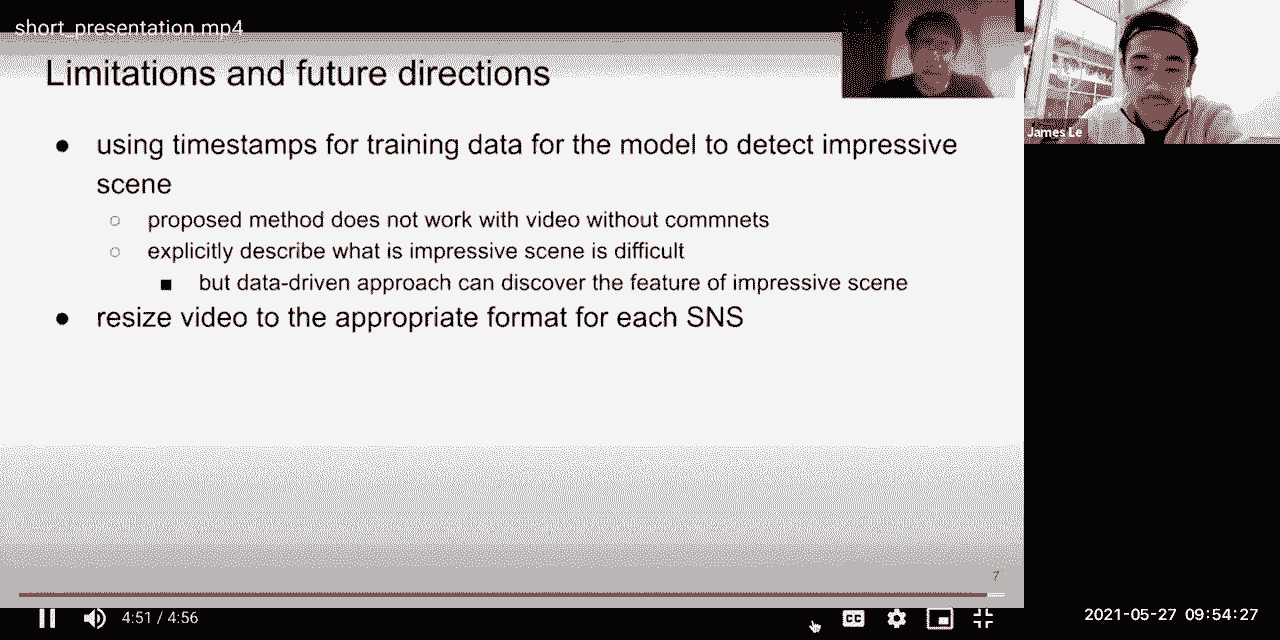 short_presentation.mp4
Limitations and future directions
● using timestamps for training data for the model to detect impressive
scene
○ proposed method does not work with video without commnets
○ explicitly describe what is impressive scene is difficult
■ but data-driven approach can discover the feature of impressive scene
● resize video to the appropriate format for each SNS
7
James Le
4:51 / 4:56
CC
2021-05-27 09:54:27